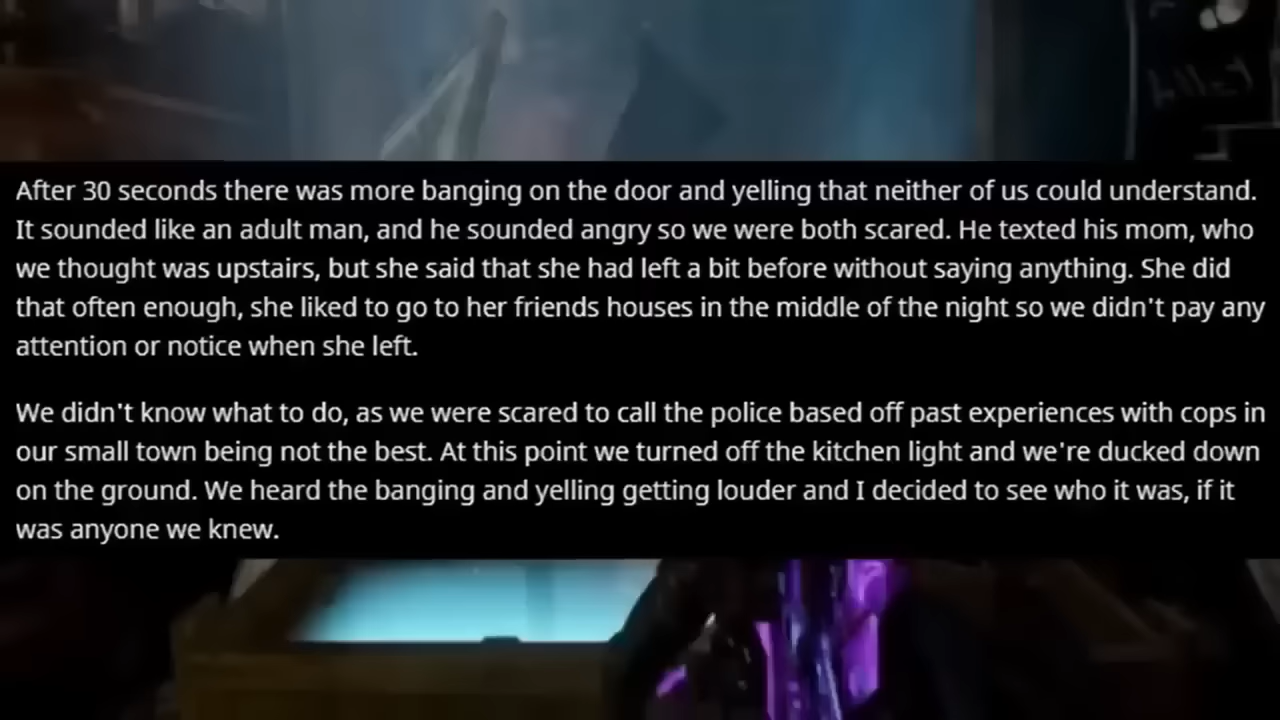 After 30 seconds there was more banging on the door and yelling that neither of us could understand.
It sounded like an adult man, and he sounded angry so we were both scared. He texted his mom, who
we thought was upstairs, but she said that she had left a bit before without saying anything. She did
that often enough, she liked to go to her friends houses in the middle of the night so we didn't pay any
attention or notice when she left.
We didn't know what to do, as we were scared to call the police based off past experiences with cops in
our small town being not the best. At this point we turned off the kitchen light and we're ducked down
on the ground. We heard the banging and yelling getting louder and I decided to see who it was, if it
was anyone we knew.